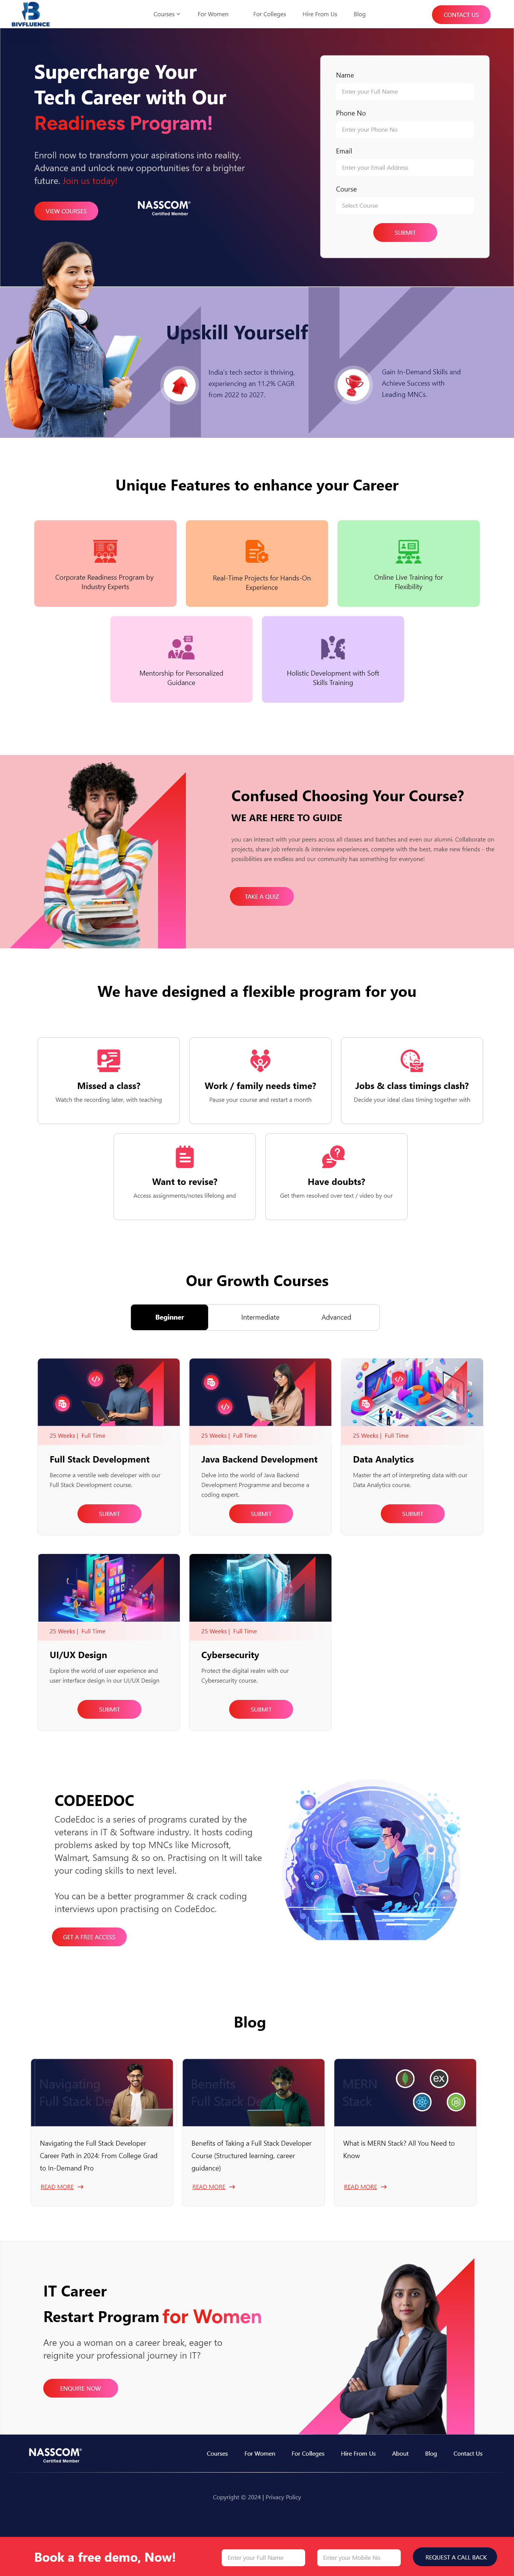 BIVFLUENCE
Courses
For Women
For Colleges
Hire From Us
Blog
CONTACT US
Supercharge Your
Tech Career with Our
Readiness Program!
Enroll now to transform your aspirations into reality.
Advance and unlock new opportunities for a brighter
future. Join us today!
VIEW COURSES
NASSCOM
Certified Member
Name
Enter your Full Name
Phone No
Enter your Phone No
Email
Enter your Email Address
Course
Select Course
SUBMIT
Upskill Yourself
India's tech sector is thriving,
experiencing an 11.2% CAGR
from 2022 to 2027.
Gain In-Demand Skills and
Achieve Success with
Leading MNCs.
Unique Features to enhance your Career
Corporate Readiness Program by
Industry Experts
Real-Time Projects for Hands-On
Experience
Online Live Training for
Flexibility
Mentorship for Personalized
Guidance
Holistic Development with Soft
Skills Training
Confused Choosing Your Course?
WE ARE HERE TO GUIDE
you can interact with your peers across all classes and batches and even our alumni. Collaborate on
projects, share job referrals & interview experiences, compete with the best, make new friends - the
possibilities are endless and our community has something for everyone!
TAKE A QUIZ
We have designed a flexible program for you
Missed a class?
Watch the recording later, with teaching
Work / family needs time?
Pause your course and restart a month
Jobs & class timings clash?
Decide your ideal class timing together with
Want to revise?
Access assignments/notes lifelong and
Have doubts?
Get them resolved over text / video by our
Our Growth Courses
Beginner
Intermediate
Advanced
25 Weeks | Full Time
Full Stack Development
Become a verstile web developer with our
Full Stack Development course.
SUBMIT
25 Weeks | Full Time
Java Backend Development
Delve into the world of Java Backend
Development Programme and become a
coding expert.
SUBMIT
25 Weeks | Full Time
Data Analytics
Master the art of interpreting data with our
Data Analytics course.
SUBMIT
25 Weeks | Full Time
UI/UX Design
Explore the world of user experience and
user interface design in our UI/UX Design
SUBMIT
25 Weeks | Full Time
Cybersecurity
Protect the digital realm with our
Cybersecurity course.
SUBMIT
CODEEDOC
CodeEdoc is a series of programs curated by the
veterans in IT & Software industry. It hosts coding
problems asked by top MNCs like Microsoft,
Walmart, Samsung & so on. Practising on It will take
your coding skills to next level.
You can be a better programmer & crack coding
interviews upon practising on CodeEdoc.
GET A FREE ACCESS
Blog
Navigating
Full Stack De
Navigating the Full Stack Developer
Career Path in 2024: From College Grad
to In-Demand Pro
READ MORE
Benefits
Full Stack De
Benefits of Taking a Full Stack Developer
Course (Structured learning, career
guidance)
READ MORE
MERN
Stack
ex
What is MERN Stack? All You Need to
Know
READ MORE
IT Career
Restart Program for Women
Are you a woman on a career break, eager to
reignite your professional journey in IT?
ENQUIRE NOW
NASSCOM
Certified Member
Courses
For Women
For Colleges
Hire From Us
About
Blog
Contact Us
Copyright © 2024 | Privacy Policy
Book a free demo, Now!
Enter your Full Name
Enter your Mobile No
REQUEST A CALL BACK